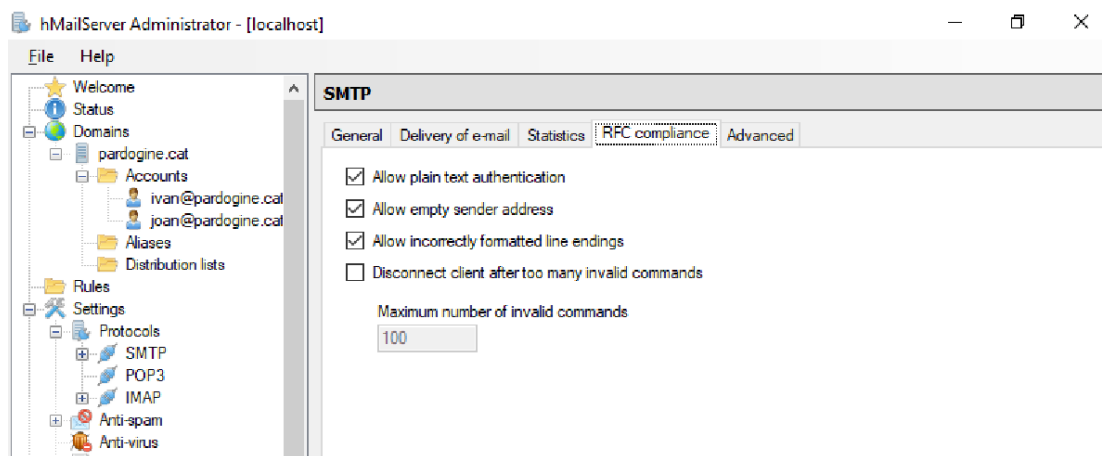 hMailServer Administrator - [localhost]
File Help
Welcome
Status
Domains
pardogine.cat
Accounts
ivan@pardogine.cat
joan@pardogine.cat
Aliases
Distribution lists
Rules
Settings
Protocols
SMTP
POP3
IMAP
Anti-spam
Anti-virus
SMTP
General Delivery of e-mail Statistics RFC compliance Advanced
Allow plain text authentication
Allow empty sender address
Allow incorrectly formatted line endings
Disconnect client after too many invalid commands
Maximum number of invalid commands
100